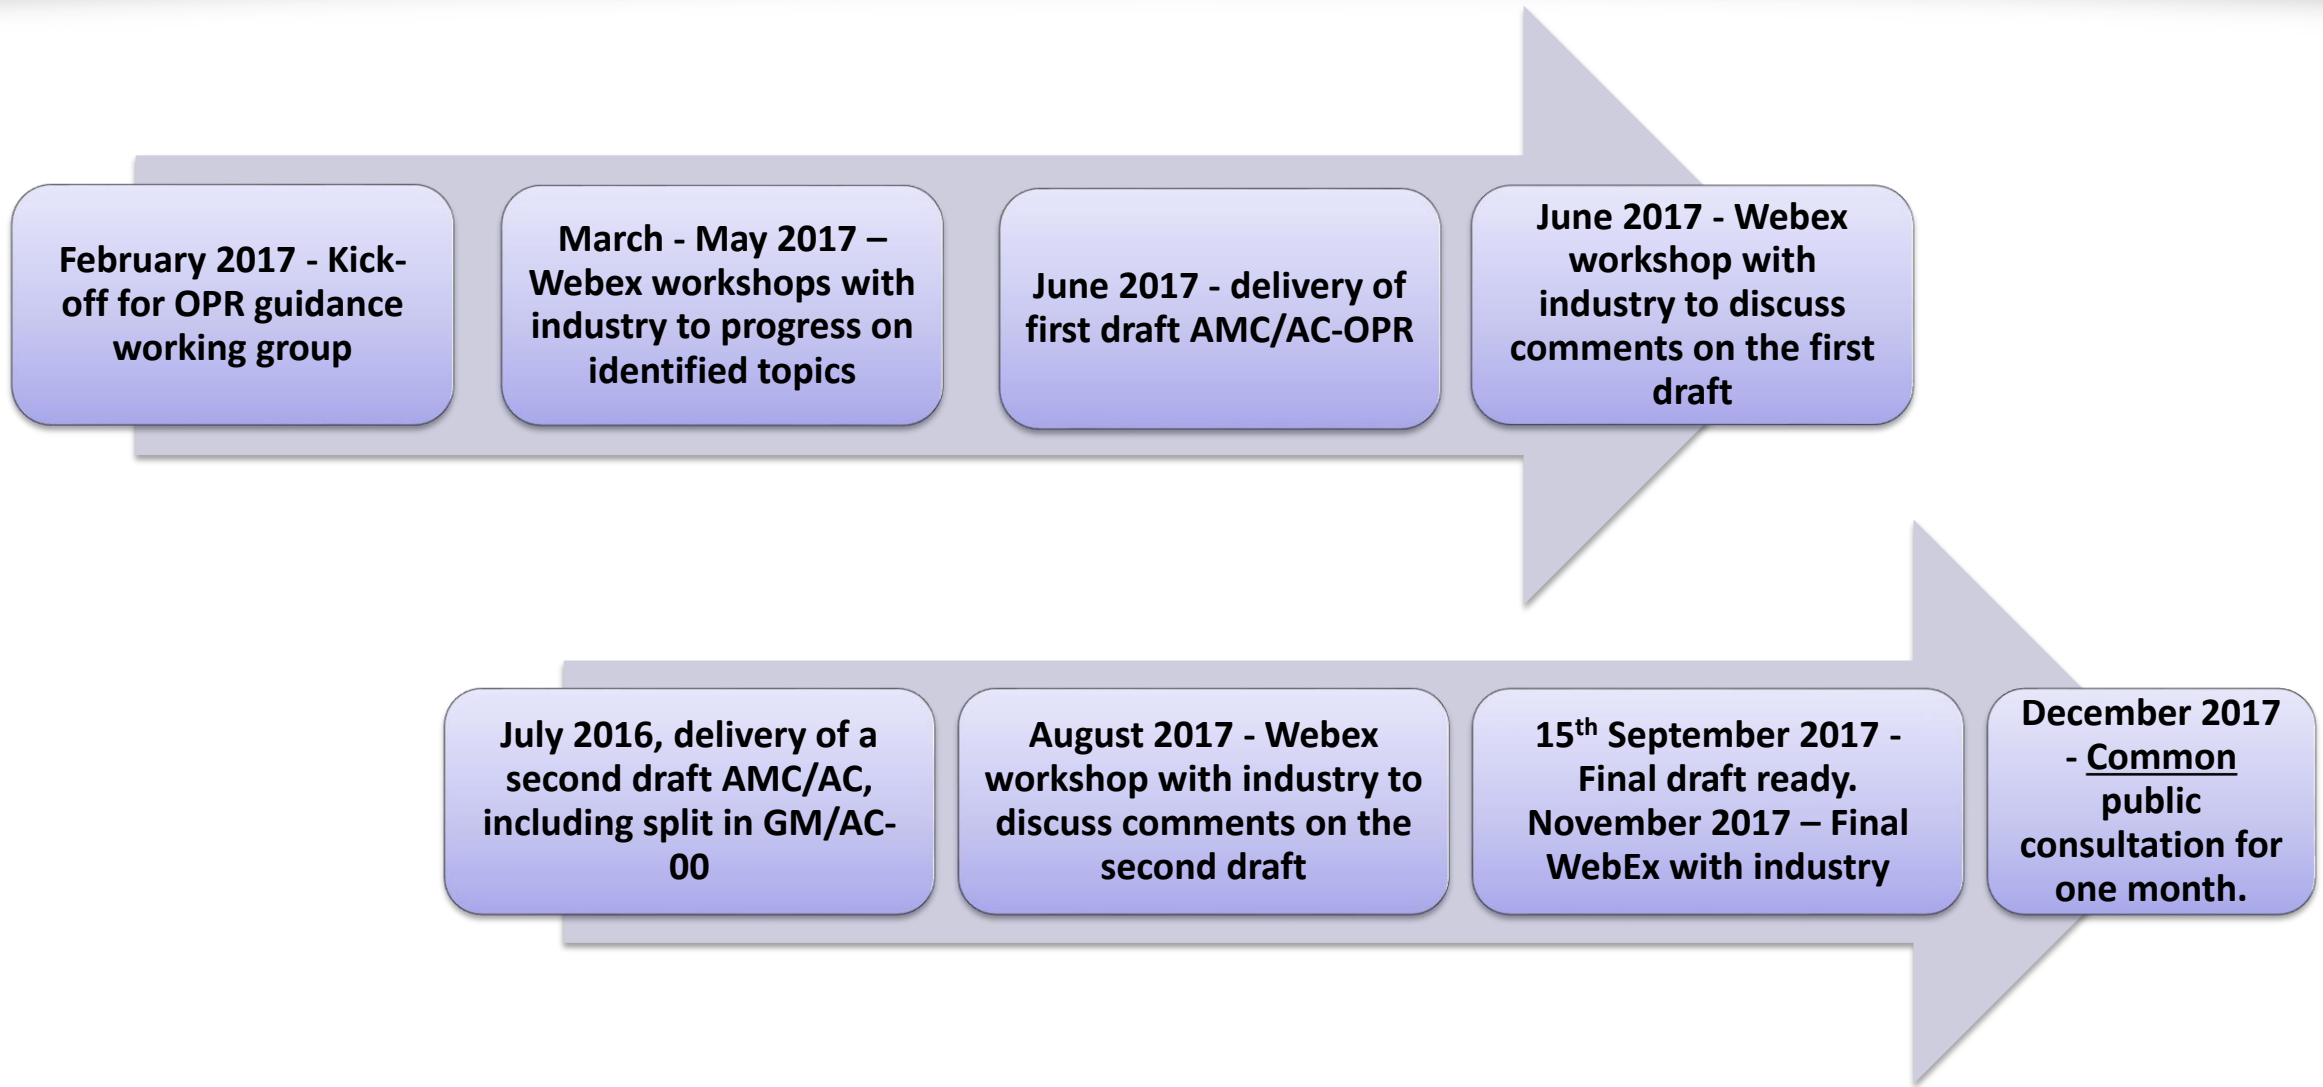 February 2017 - Kick-
off for OPR guidance
working group
March - May 2017 –
Webex workshops with
industry to progress on
identified topics
June 2017 - delivery of
first draft AMC/AC-OPR
June 2017 - Webex
workshop with
industry to discuss
comments on the first
draft
July 2016, delivery of a
second draft AMC/AC,
including split in GM/AC-
00
August 2017 - Webex
workshop with industry to
discuss comments on the
second draft
15th September 2017 -
Final draft ready.
November 2017 – Final
WebEx with industry
December 2017
- Common
public
consultation for
one month.